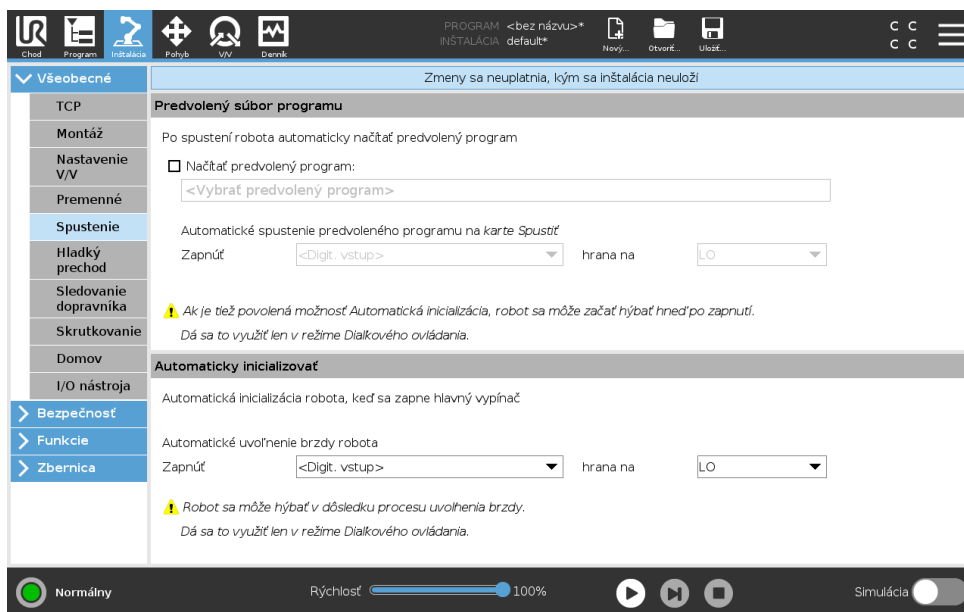 PROGRAM <bez názvu>*
INŠTALÁCIA default*
Chod Program Inštalácia Pohyb V/V Denník Nový... Otvoriť... Uložiť...
C C
C C
Všeobecné
TCP
Montáž
Nastavenie
V/V
Premenné
Spustenie
Hladký
prechod
Sledovanie
dopravníka
Skrutkovanie
Domov
I/O nástroja
Bezpečnosť
Funkcie
Zbernica
Zmeny sa neuplatnia, kým sa inštalácia neuloží
Predvolený súbor programu
Po spustení robota automaticky načítať predvolený program
Načítať predvolený program:
<Vybrať predvolený program>
Automatické spustenie predvoleného programu na karte Spustiť
Zapnúť <Digit. vstup> hrana na LO
Ak je tiež povolená možnosť Automatická inicializácia, robot sa môže začať hýbať hneď po zapnutí.
Dá sa to využiť len v režime Diaľkového ovládania.
Automaticky inicializovať
Automatická inicializácia robota, keď sa zapne hlavný vypínač
Automatické uvoľnenie brzdy robota
Zapnúť <Digit. vstup> hrana na LO
Robot sa môže hýbať v dôsledku procesu uvoľnenia brzdy.
Dá sa to využiť len v režime Diaľkového ovládania.
Normálny Rýchlosť 100% Simulácia